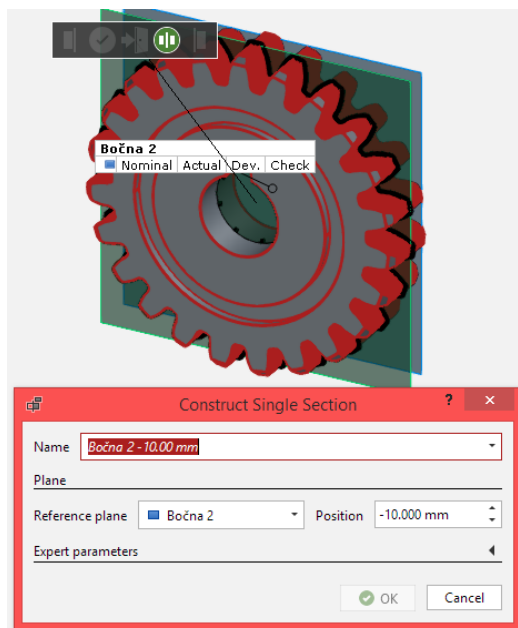 Bočna 2
Nominal Actual Dev. Check
Construct Single Section ? ×
Name Bočna 2 -10.00 mm
Plane
Reference plane Bočna 2 Position -10.000 mm
Expert parameters
OK Cancel